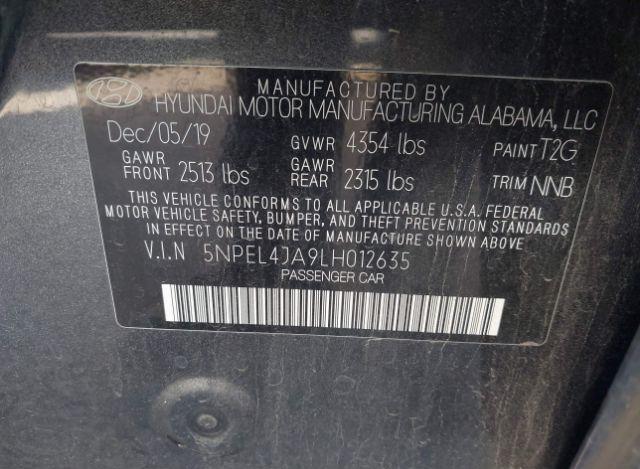 MANUFACTURED BY
HYUNDAI MOTOR MANUFACTURING ALABAMA, LLC
Dec/05/19 GVWR 4354 lbs PAINT T2G
GAWR FRONT 2513 lbs GAWR REAR 2315 lbs TRIM NNB
THIS VEHICLE CONFORMS TO ALL APPLICABLE U.S.A. FEDERAL
MOTOR VEHICLE SAFETY, BUMPER, AND THEFT PREVENTION STANDARDS
IN EFFECT ON THE DATE OF MANUFACTURE SHOWN ABOVE.
V.I.N 5NPEL4JA9LH012635
PASSENGER CAR